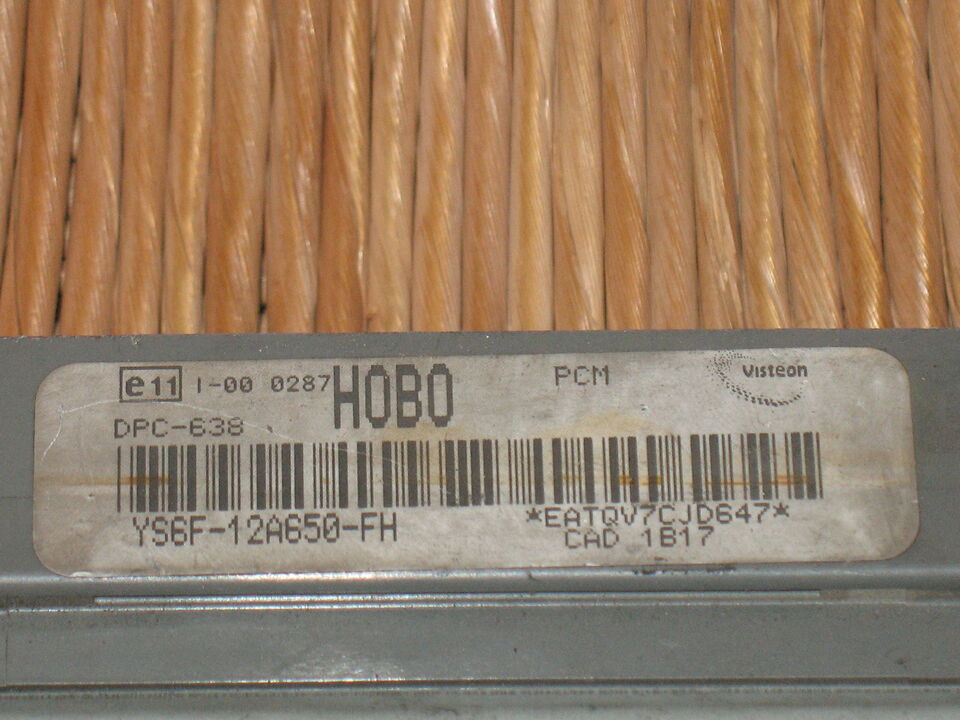 e11 I-00 0287 HOBO PCM Visteon
DPC-638
YS6F-12A650-FH *EATQV7CJD647*
CAD 1B17